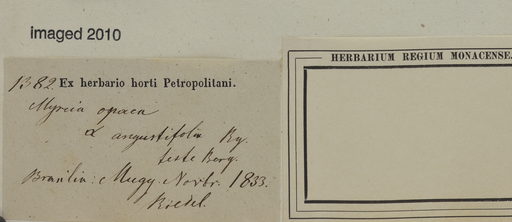 imaged 2010
HERBARIUM REGIUM MONACENSE.
1382. Ex herbario horti Petropolitani.
Myrcia opaca
α angustifolia Bg.
teste Berg.
Brasilia: Mugy. Novbr. 1833.
Riedel.